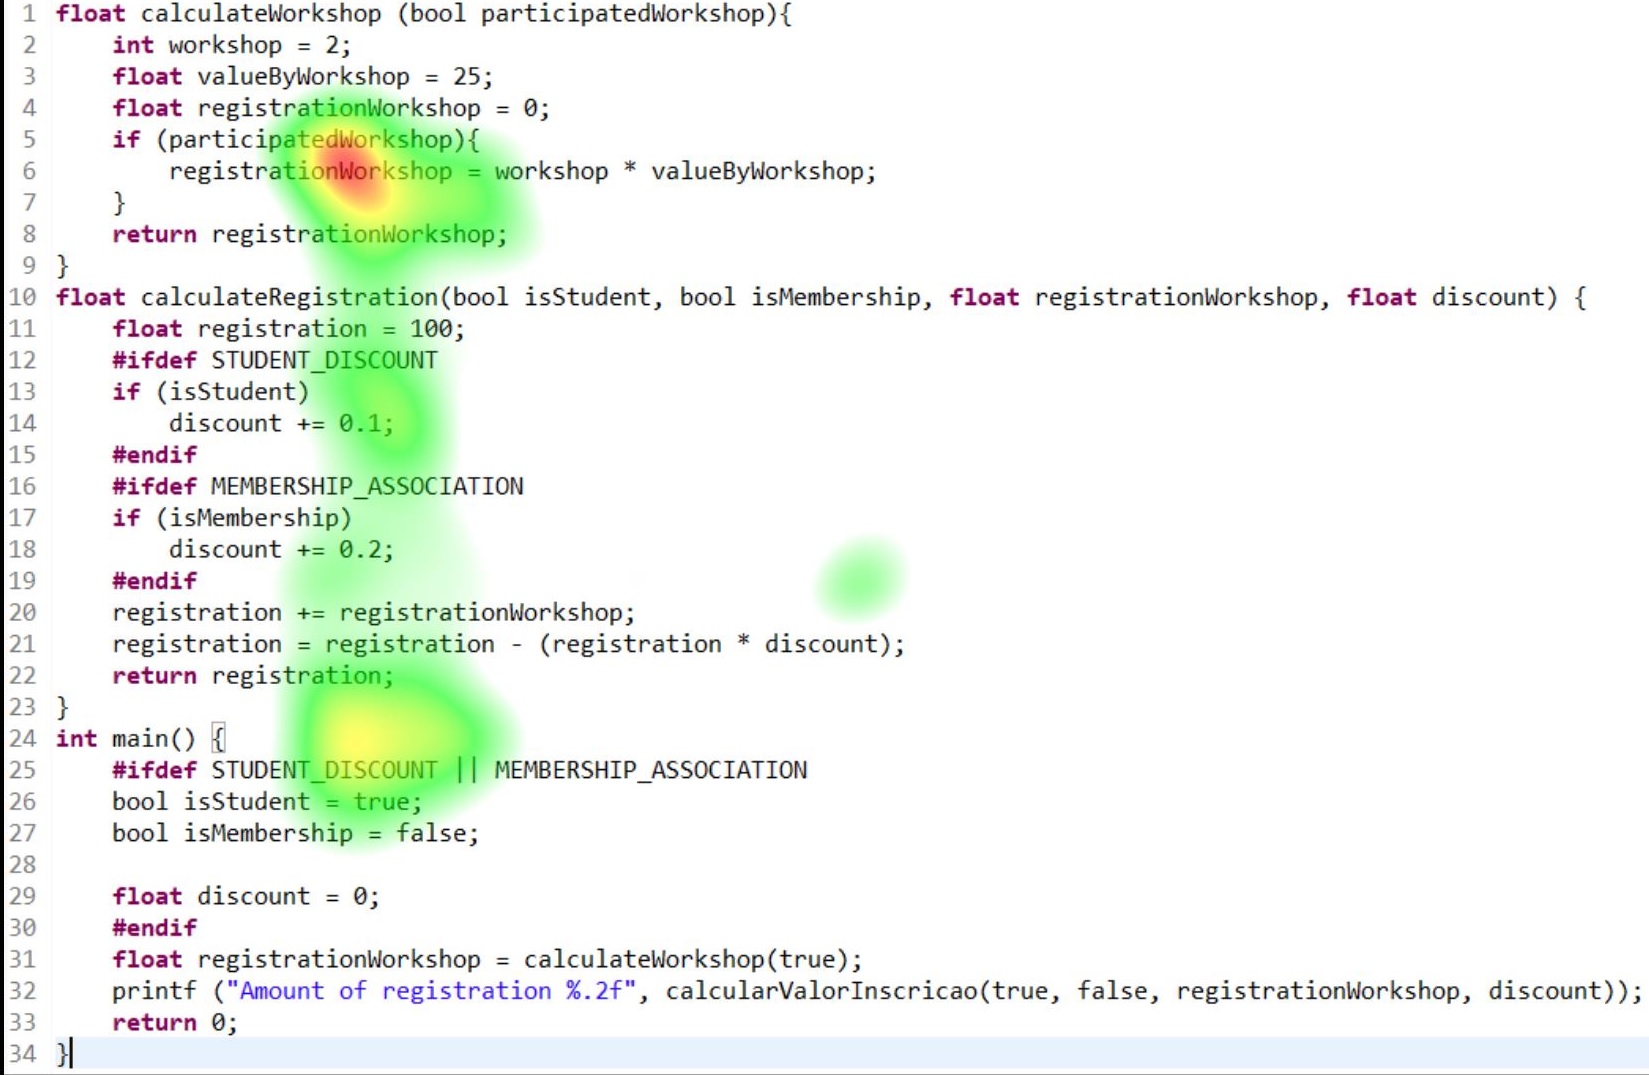 1 float calculateWorkshop (bool participatedWorkshop){
2 int workshop = 2;
3 float valueByWorkshop = 25;
4 float registrationWorkshop = 0;
5 if (participatedWorkshop){
6 registrationWorkshop = workshop * valueByWorkshop;
7 }
8 return registrationWorkshop;
9 }
10 float calculateRegistration(bool isStudent, bool isMembership, float registrationWorkshop, float discount) {
11 float registration = 100;
12 #ifdef STUDENT_DISCOUNT
13 if (isStudent)
14 discount += 0.1;
15 #endif
16 #ifdef MEMBERSHIP_ASSOCIATION
17 if (isMembership)
18 discount += 0.2;
19 #endif
20 registration += registrationWorkshop;
21 registration = registration - (registration * discount);
22 return registration;
23 }
24 int main() {
25 #ifdef STUDENT_DISCOUNT || MEMBERSHIP_ASSOCIATION
26 bool isStudent = true;
27 bool isMembership = false;
28
29 float discount = 0;
30 #endif
31 float registrationWorkshop = calculateWorkshop(true);
32 printf ("Amount of registration %.2f", calcularValorInscricao(true, false, registrationWorkshop, discount));
33 return 0;
34 }